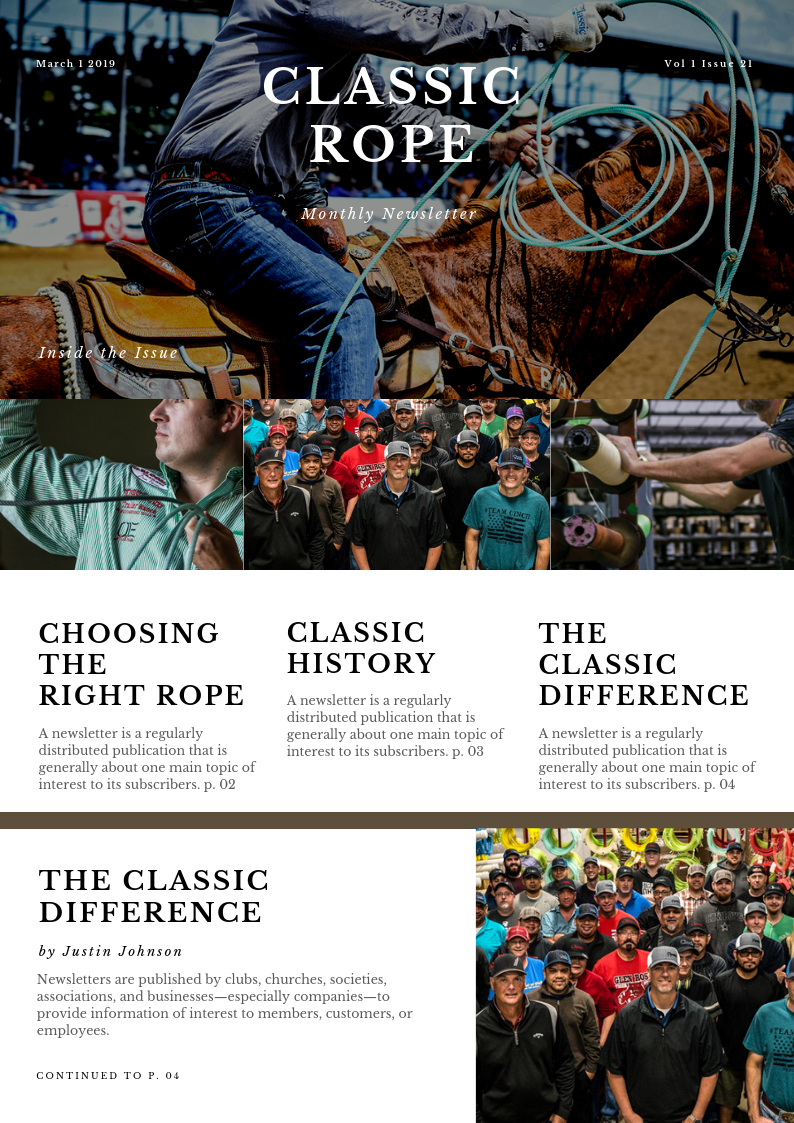 March 1 2019
Vol 1 Issue 21
CLASSIC
ROPE
Monthly Newsletter
Inside the Issue
#TEAM CINCH
CHOOSING
THE
RIGHT ROPE
A newsletter is a regularly
distributed publication that is
generally about one main topic of
interest to its subscribers. p. 02
CLASSIC
HISTORY
A newsletter is a regularly
distributed publication that is
generally about one main topic of
interest to its subscribers. p. 03
THE
CLASSIC
DIFFERENCE
A newsletter is a regularly
distributed publication that is
generally about one main topic of
interest to its subscribers. p. 04
THE CLASSIC
DIFFERENCE
by Justin Johnson
Newsletters are published by clubs, churches, societies,
associations, and businesses—especially companies—to
provide information of interest to members, customers, or
employees.
CONTINUED TO P. 04